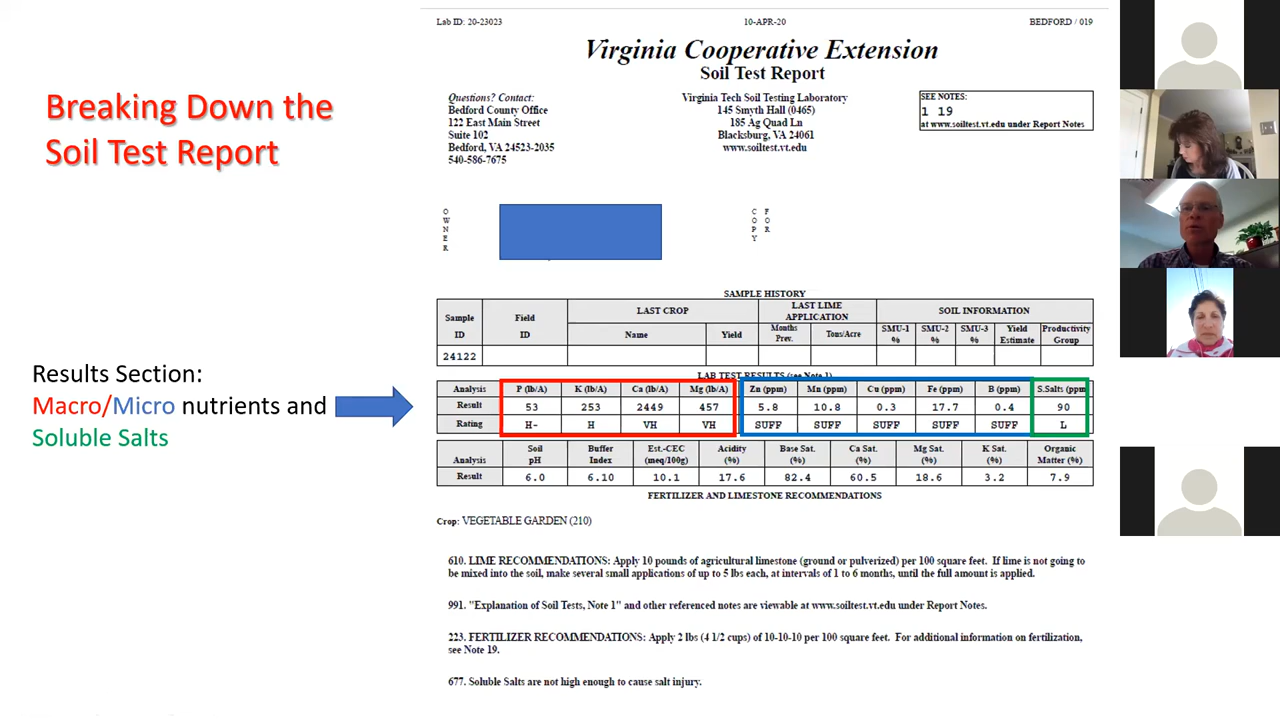 Breaking Down the
Soil Test Report
Results Section:
Macro/Micro nutrients and
Soluble Salts
Lab ID: 20-23023 10-APR-20 BEDFORD / 019
Virginia Cooperative Extension
Soil Test Report
Questions? Contact:
Bedford County Office
122 East Main Street
Suite 102
Bedford, VA 24523-2035
540-586-7675
Virginia Tech Soil Testing Laboratory
145 Smyth Hall (0465)
185 Ag Quad Ln
Blacksburg, VA 24061
www.soiltest.vt.edu
SEE NOTES:
1 19
at www.soiltest.vt.edu under Report Notes
OWNER
COPY FOR
SAMPLE HISTORY
Sample ID Field ID LAST CROP LAST LIME APPLICATION SOIL INFORMATION
Name Yield Months Prev. Tons/Acre SMU-1 % SMU-2 % SMU-3 % Yield Estimate Productivity Group
24122
LAB TEST RESULTS (see Note 1)
Analysis P (lb/A) K (lb/A) Ca (lb/A) Mg (lb/A) Zn (ppm) Mn (ppm) Cu (ppm) Fe (ppm) B (ppm) S.Salts (ppm
Result 53 253 2449 457 5.8 10.8 0.3 17.7 0.4 90
Rating H- H VH VH SUFF SUFF SUFF SUFF SUFF L
Analysis Soil pH Buffer Index Est.-CEC (meq/100g) Acidity (%) Base Sat. (%) Ca Sat. (%) Mg Sat. (%) K Sat. (%) Organic Matter (%)
Result 6.0 6.10 10.1 17.6 82.4 60.5 18.6 3.2 7.9
FERTILIZER AND LIMESTONE RECOMMENDATIONS
Crop: VEGETABLE GARDEN (210)
610. LIME RECOMMENDATIONS: Apply 10 pounds of agricultural limestone (ground or pulverized) per 100 square feet. If lime is not going
to be mixed into the soil, make several small applications of up to 5 lbs each, at intervals of 1 to 6 months, until the full amount is applied.
991. "Explanation of Soil Tests, Note 1" and other referenced notes are viewable at www.soiltest.vt.edu under Report Notes.
223. FERTILIZER RECOMMENDATIONS: Apply 2 lbs (4 1/2 cups) of 10-10-10 per 100 square feet. For additional information on fertilization,
see Note 19.
677. Soluble Salts are not high enough to cause salt injury.